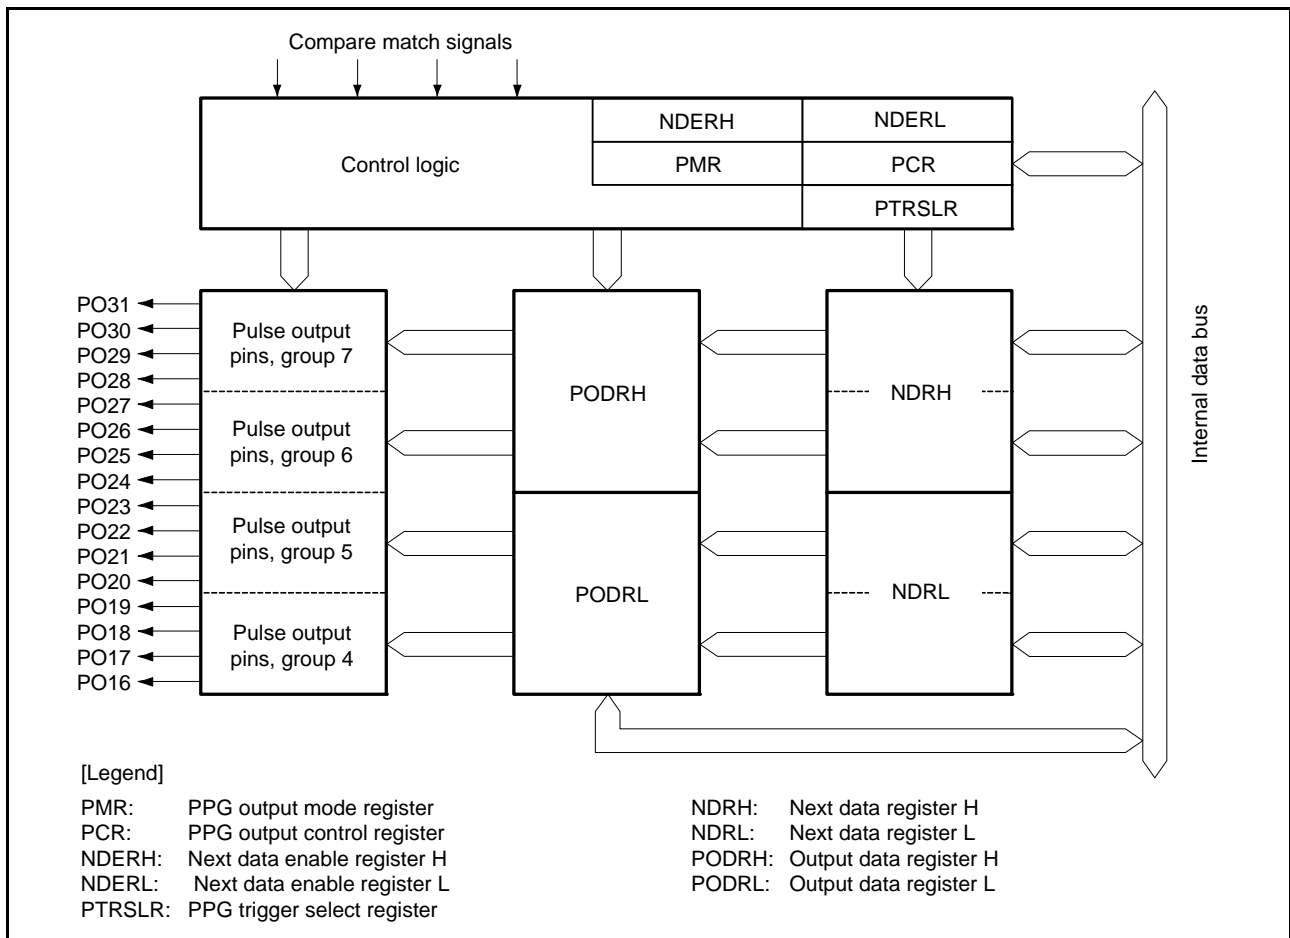 Compare match signals
Control logic
NDERH
NDERL
PMR
PCR
PTRSLR
PO31
PO30
PO29
PO28
PO27
PO26
PO25
PO24
PO23
PO22
PO21
PO20
PO19
PO18
PO17
PO16
Pulse output
pins, group 7
Pulse output
pins, group 6
Pulse output
pins, group 5
Pulse output
pins, group 4
PODRH
PODRL
NDRH
NDRL
Internal data bus
[Legend]
PMR: PPG output mode register
PCR: PPG output control register
NDERH: Next data enable register H
NDERL: Next data enable register L
PTRSLR: PPG trigger select register
NDRH: Next data register H
NDRL: Next data register L
PODRH: Output data register H
PODRL: Output data register L